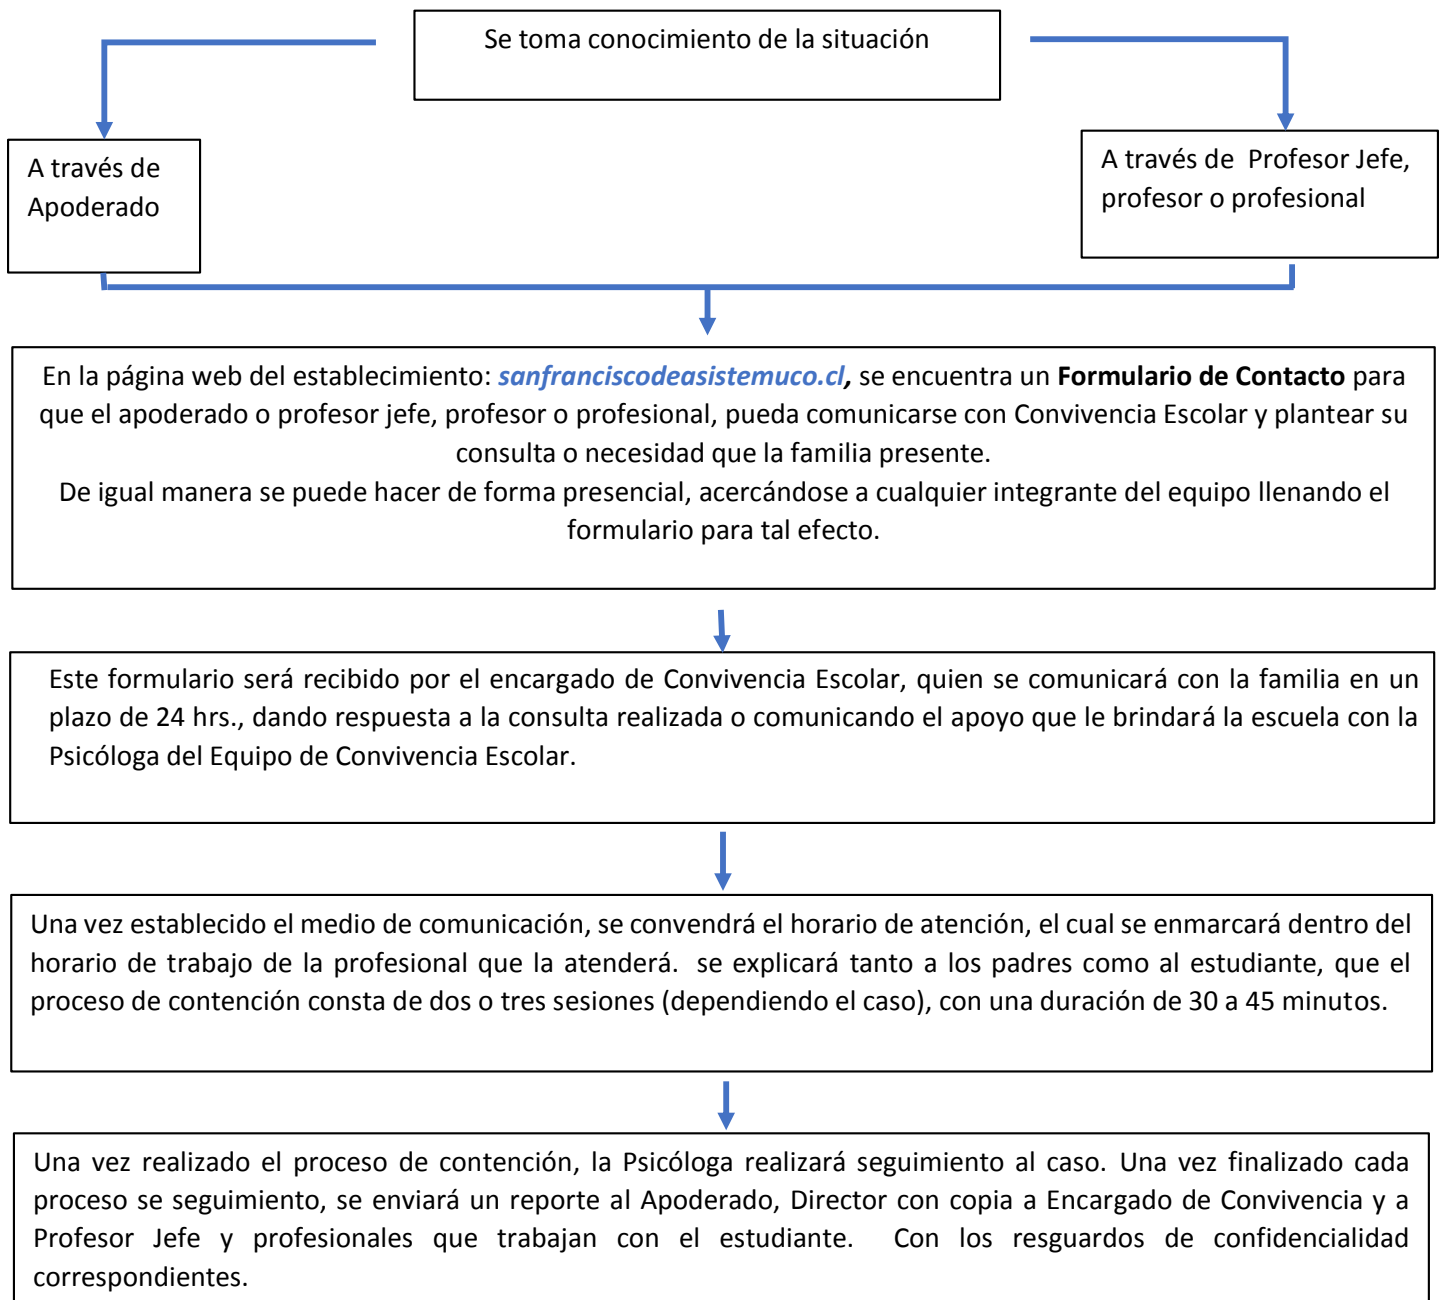 Se toma conocimiento de la situación
A través de
Apoderado
A través de  Profesor Jefe,
profesor o profesional
En la página web del establecimiento: sanfranciscodeasistemuco.cl, se encuentra un Formulario de Contacto para
que el apoderado o profesor jefe, profesor o profesional, pueda comunicarse con Convivencia Escolar y plantear su
consulta o necesidad que la familia presente.
De igual manera se puede hacer de forma presencial, acercándose a cualquier integrante del equipo llenando el
formulario para tal efecto.
Este formulario será recibido por el encargado de Convivencia Escolar, quien se comunicará con la familia en un
plazo de 24 hrs., dando respuesta a la consulta realizada o comunicando el apoyo que le brindará la escuela con la
Psicóloga del Equipo de Convivencia Escolar.
Una vez establecido el medio de comunicación, se convendrá el horario de atención, el cual se enmarcará dentro del
horario de trabajo de la profesional que la atenderá.  se explicará tanto a los padres como al estudiante, que el
proceso de contención consta de dos o tres sesiones (dependiendo el caso), con una duración de 30 a 45 minutos.
Una vez realizado el proceso de contención, la Psicóloga realizará seguimiento al caso. Una vez finalizado cada
proceso se seguimiento, se enviará un reporte al Apoderado, Director con copia a Encargado de Convivencia y a
Profesor Jefe y profesionales que trabajan con el estudiante.  Con los resguardos de confidencialidad
correspondientes.